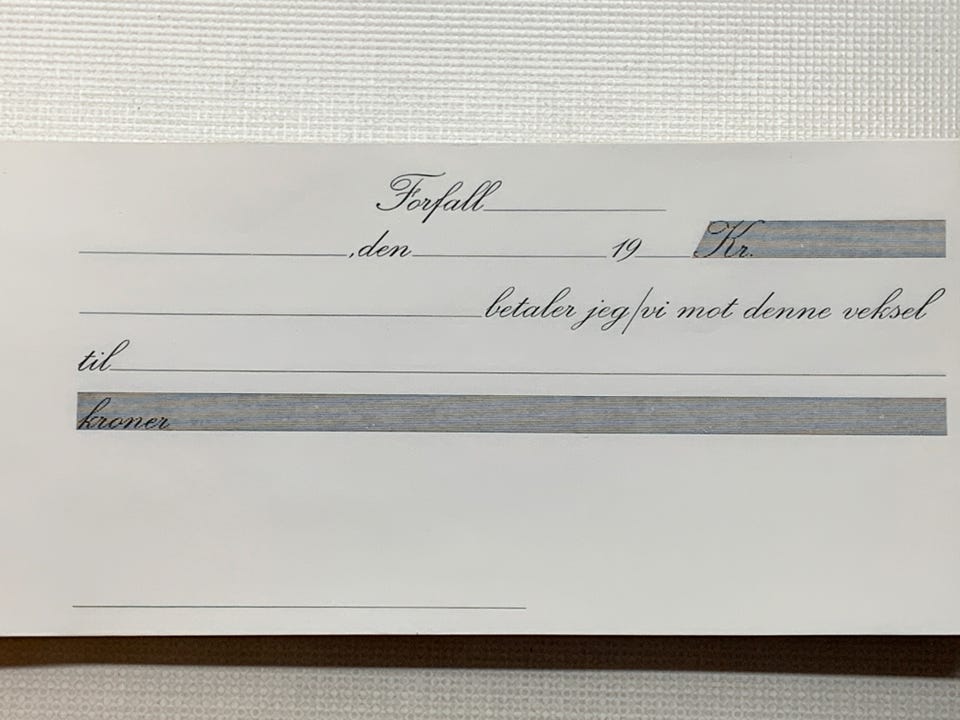 Forfall
, den 19 Kr.
betaler jeg/vi mot denne veksel
til
kroner